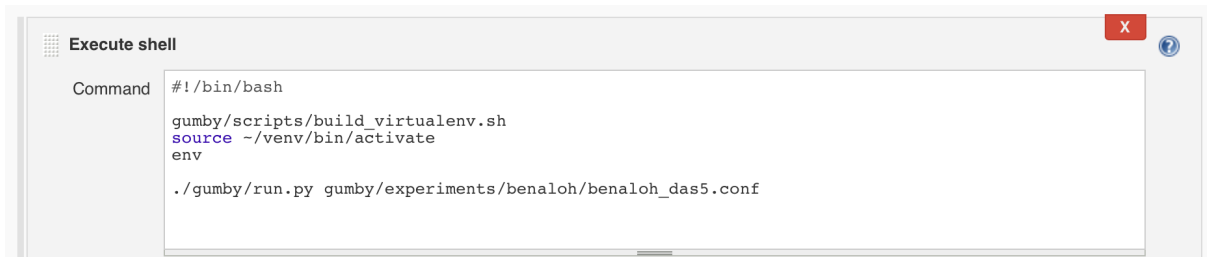 X
Execute shell
?
Command
#!/bin/bash
gumby/scripts/build_virtualenv.sh
source ~/venv/bin/activate
env
./gumby/run.py gumby/experiments/benaloh/benaloh_das5.conf